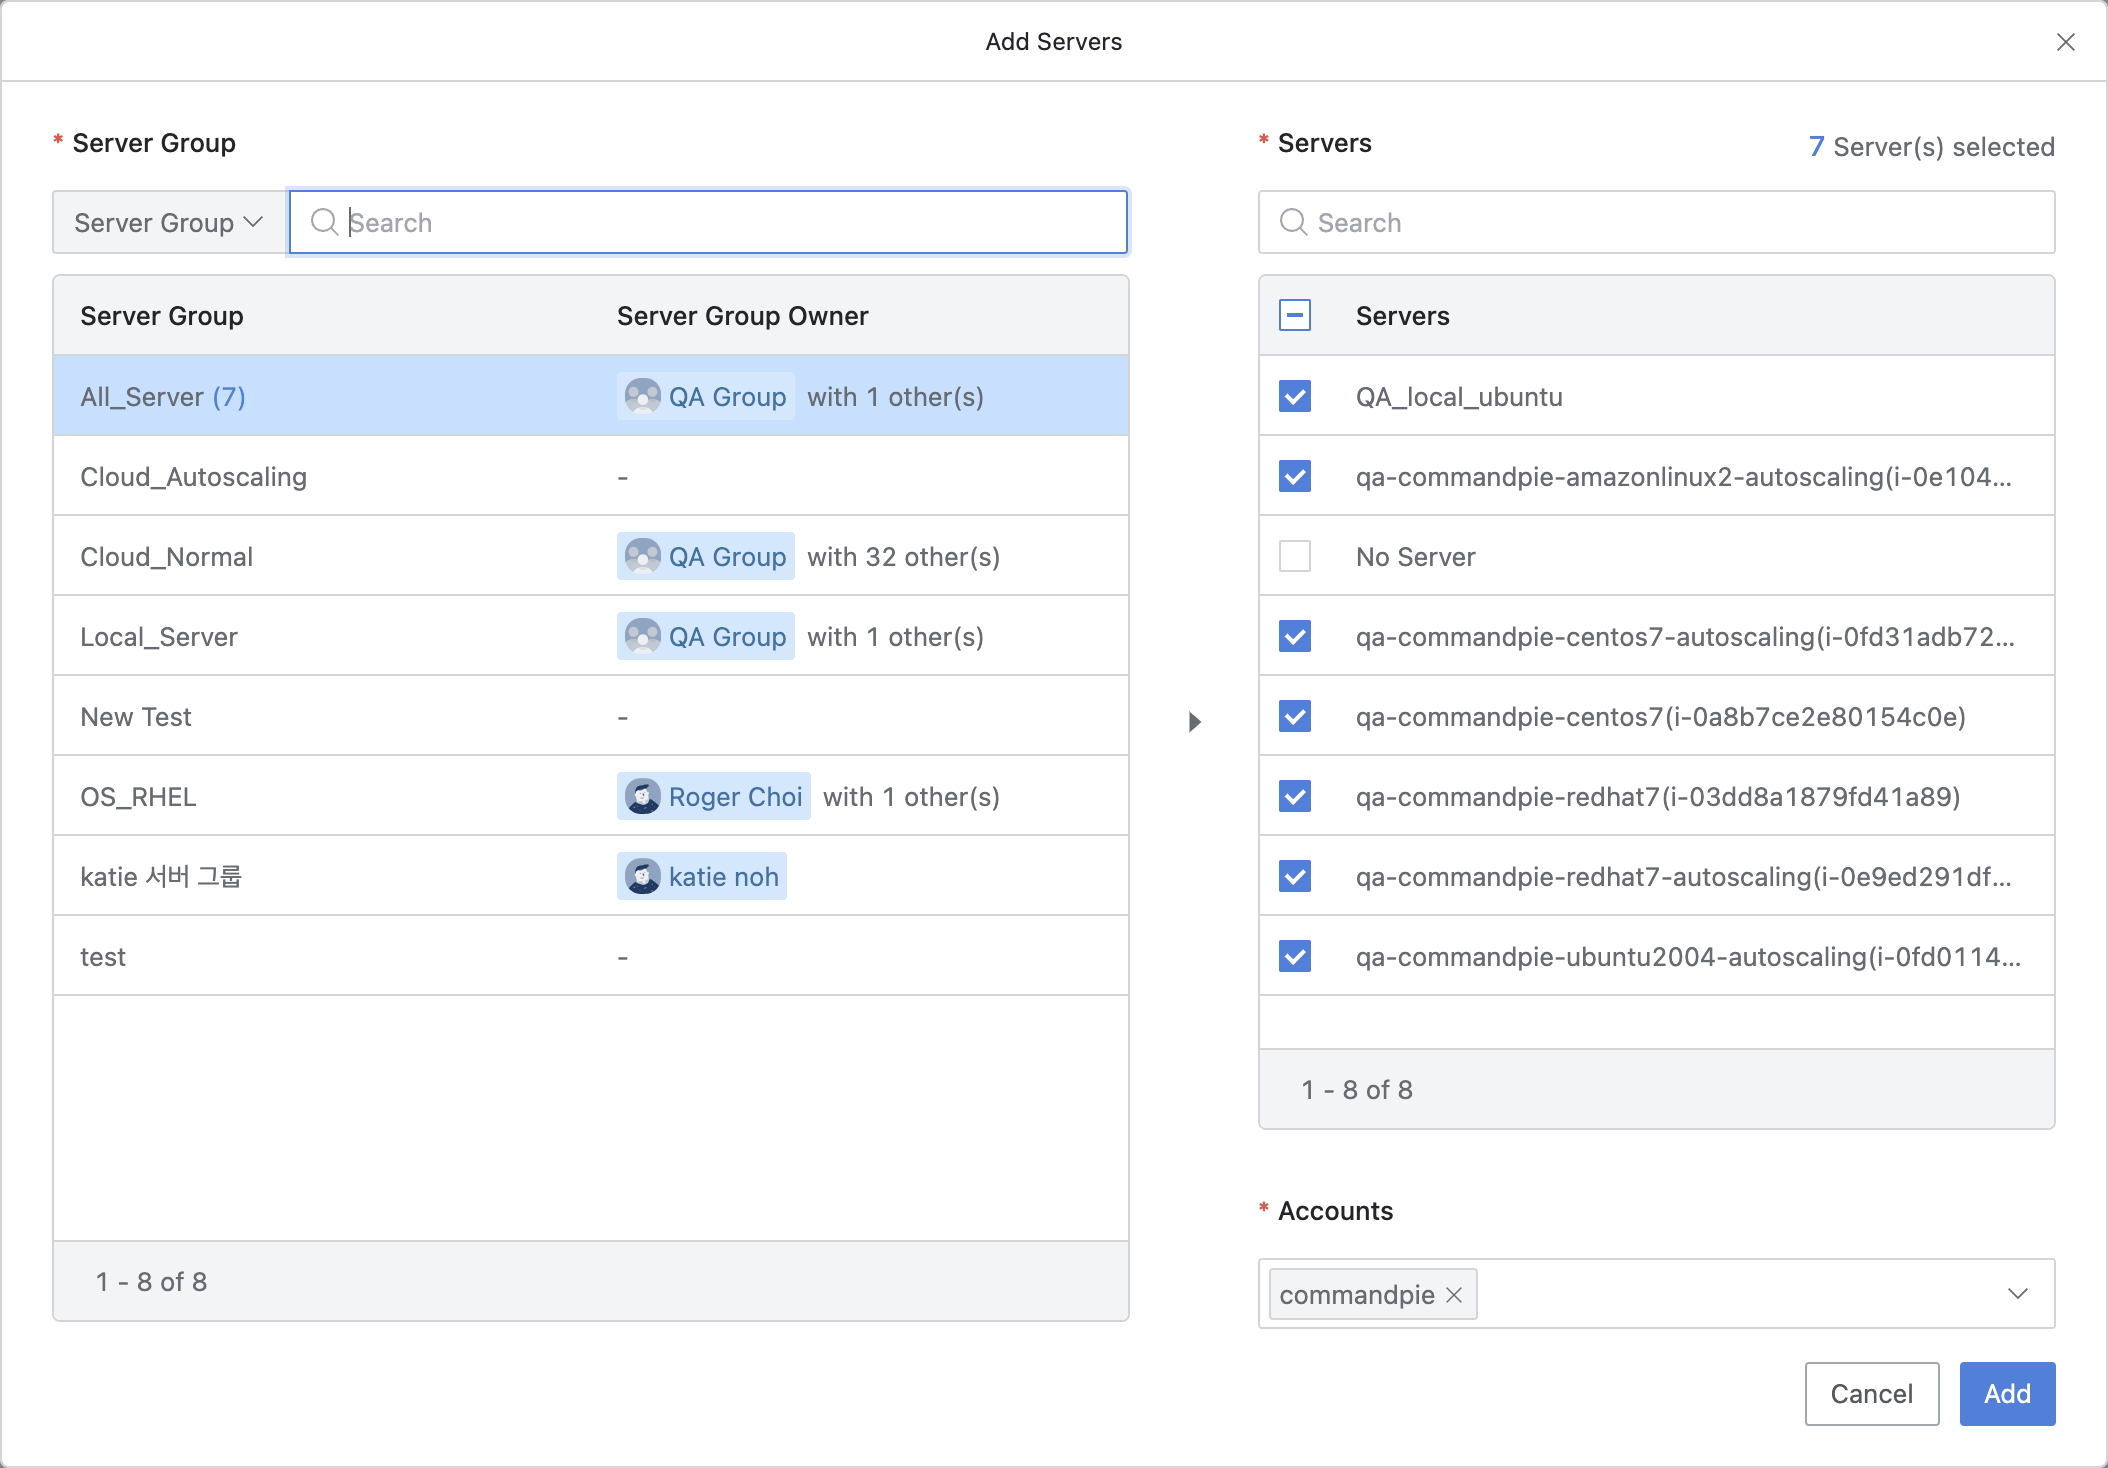 Add Servers
* Server Group
Server Group
Search
Server Group Server Group Owner
All_Server (7) QA Group with 1 other(s)
Cloud_Autoscaling -
Cloud_Normal QA Group with 32 other(s)
Local_Server QA Group with 1 other(s)
New Test -
OS_RHEL Roger Choi with 1 other(s)
katie 서버 그룹 katie noh
test -
1 - 8 of 8
* Servers 7 Server(s) selected
Search
Servers
QA_local_ubuntu
qa-commandpie-amazonlinux2-autoscaling(i-0e104...
No Server
qa-commandpie-centos7-autoscaling(i-0fd31adb72...
qa-commandpie-centos7(i-0a8b7ce2e80154c0e)
qa-commandpie-redhat7(i-03dd8a1879fd41a89)
qa-commandpie-redhat7-autoscaling(i-0e9ed291df...
qa-commandpie-ubuntu2004-autoscaling(i-0fd0114...
1 - 8 of 8
* Accounts
commandpie
Cancel Add